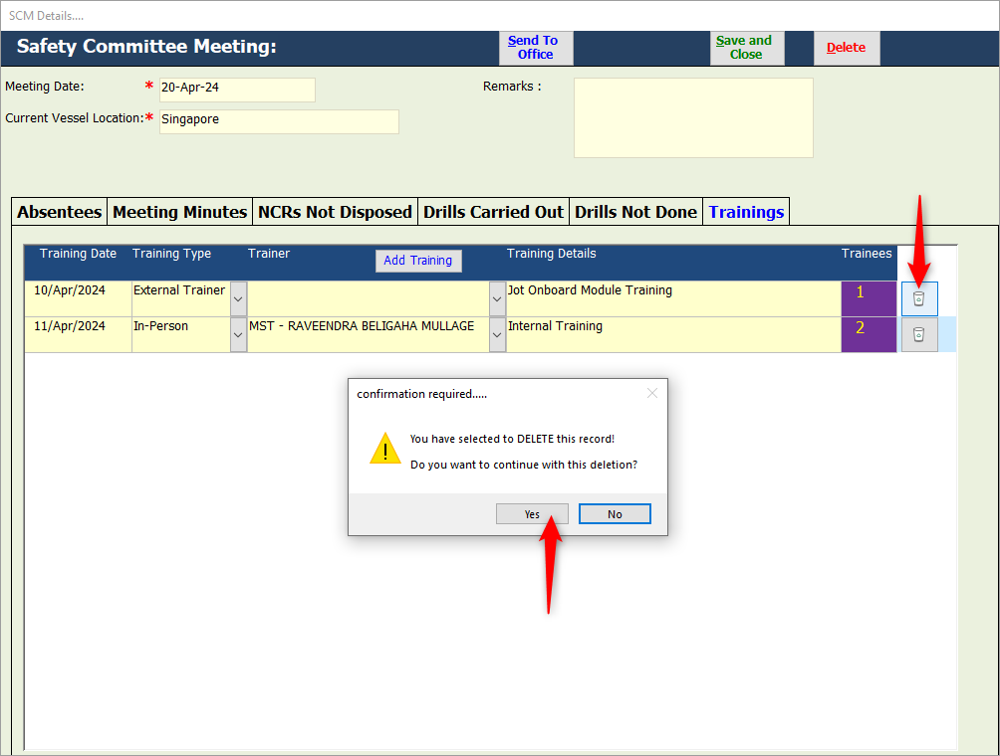 SCM Details....
Safety Committee Meeting:
Send To
Office
Save and
Close
Delete
Meeting Date:
*
20-Apr-24
Remarks :
Current Vessel Location:*
Singapore
Absentees
Meeting Minutes
NCRs Not Disposed
Drills Carried Out
Drills Not Done
Trainings
Training Date
Training Type
Trainer
Add Training
Training Details
Trainees
10/Apr/2024
External Trainer
Jot Onboard Module Training
1
11/Apr/2024
In-Person
MST - RAVEENDRA BELIGAHA MULLAGE
Internal Training
2
confirmation required.....
You have selected to DELETE this record!
Do you want to continue with this deletion?
Yes
No